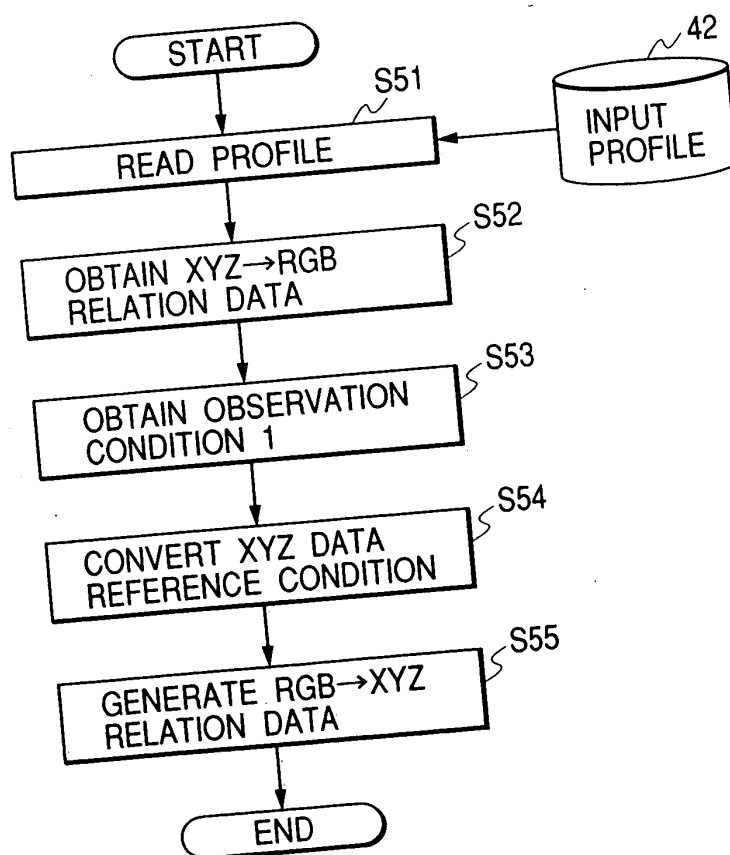 START
42
S51
INPUT
PROFILE
READ PROFILE
S52
OBTAIN XYZ→RGB
RELATION DATA
S53
OBTAIN OBSERVATION
CONDITION 1
S54
CONVERT XYZ DATA
REFERENCE CONDITION
S55
GENERATE RGB→XYZ
RELATION DATA
END